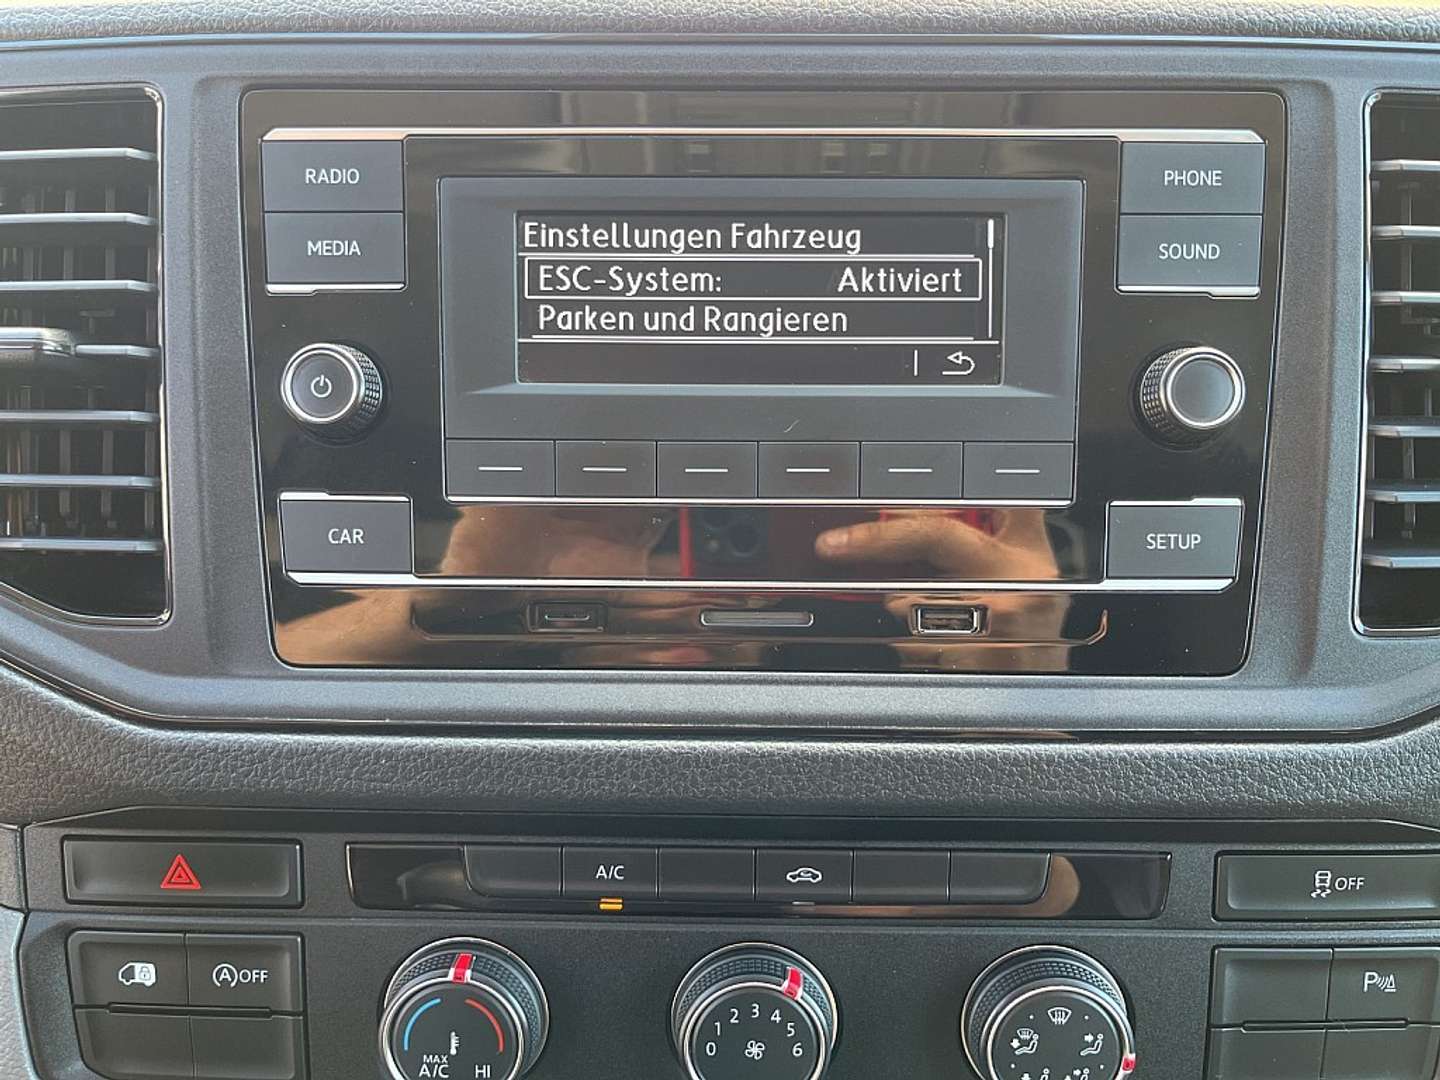 RADIO
PHONE
MEDIA
SOUND
Einstellungen Fahrzeug
ESC-System: Aktiviert
Parken und Rangieren
CAR
SETUP
A/C
OFF
(A)OFF
P
MAX
A/C HI
0 1 2 3 4 5 6